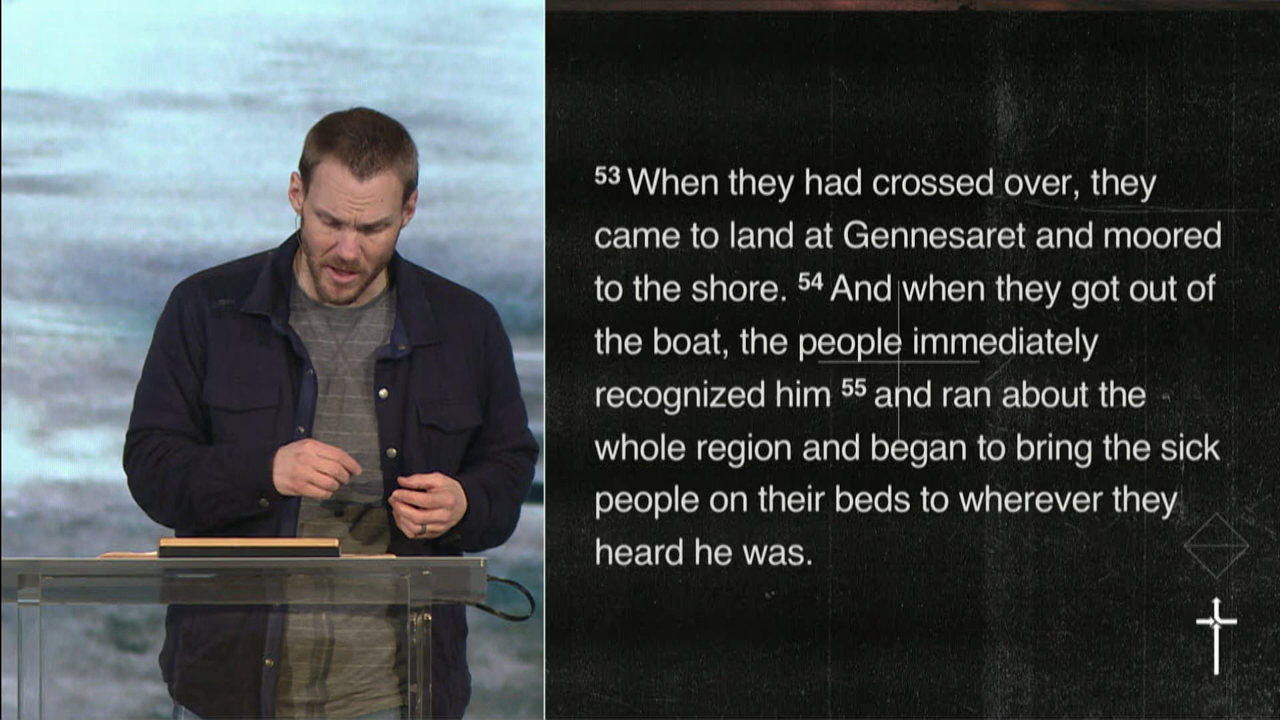 53 When they had crossed over, they
came to land at Gennesaret and moored
to the shore. 54 And when they got out of
the boat, the people immediately
recognized him 55 and ran about the
whole region and began to bring the sick
people on their beds to wherever they
heard he was.